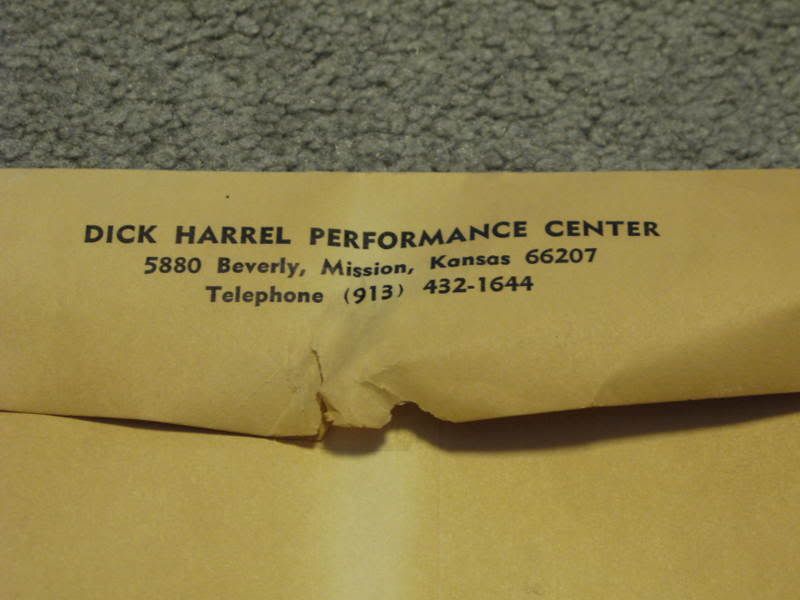 DICK HARREL PERFORMANCE CENTER
5880 Beverly, Mission, Kansas 66207
Telephone (913) 432-1644